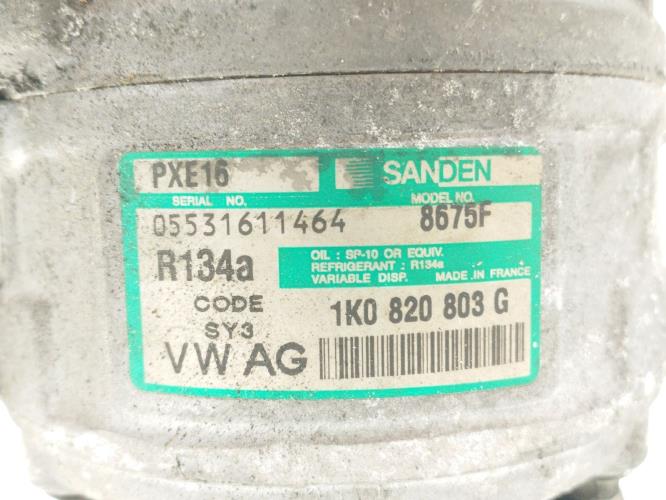 PXE16 SANDEN
SERIAL NO. MODEL NO.
05531611464 8675F
R134a
OIL : SP-10 OR EQUIV.
REFRIGERANT : R134a
VARIABLE DISP. MADE IN FRANCE
CODE
SY3
1K0 820 803 G
VW AG